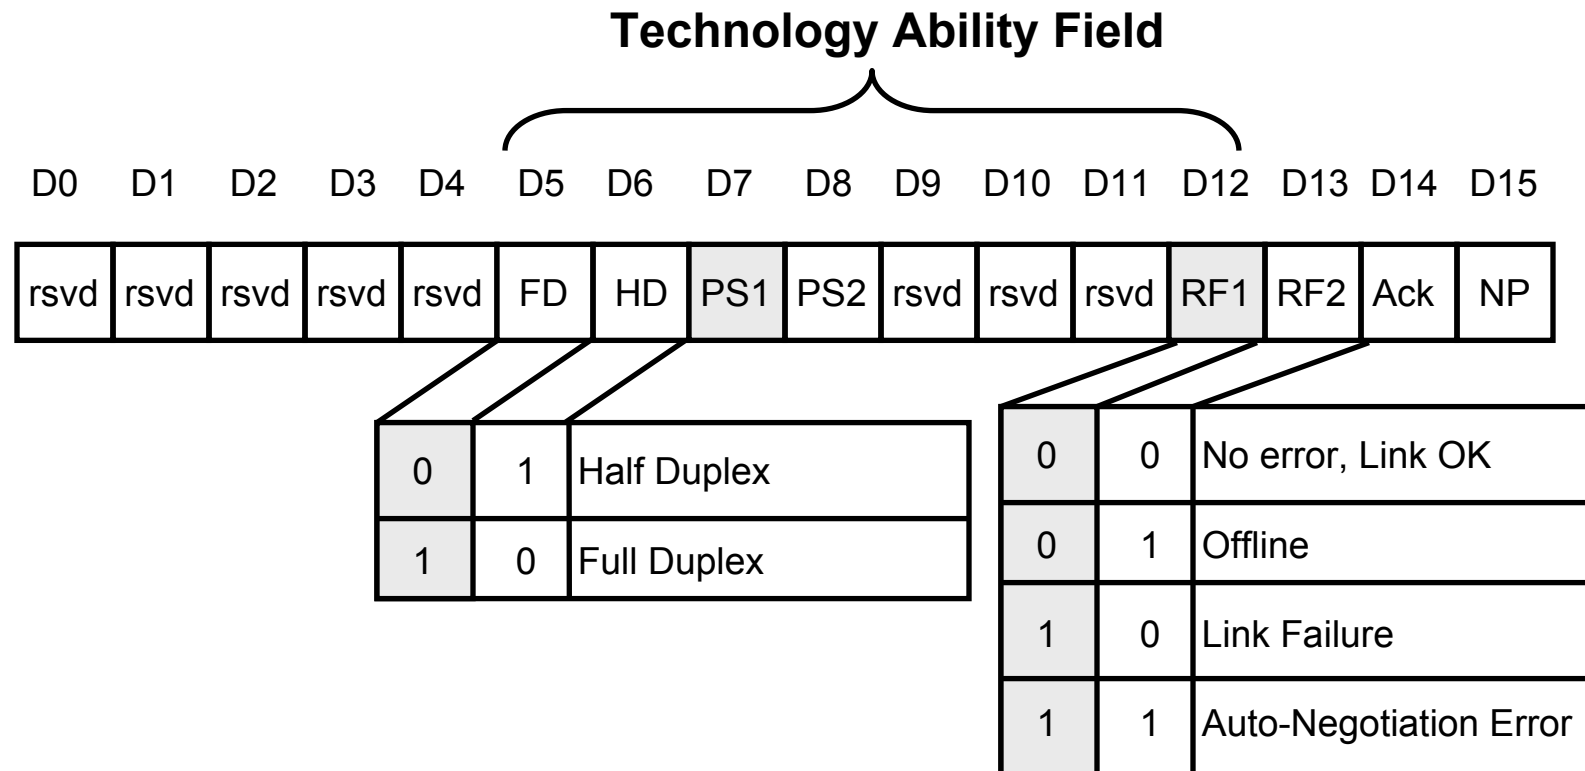 Technology Ability Field
D0 D1 D2 D3 D4 D5 D6 D7 D8 D9 D10 D11 D12 D13 D14 D15
rsvd rsvd rsvd rsvd rsvd FD HD PS1 PS2 rsvd rsvd rsvd RF1 RF2 Ack NP
0 1 Half Duplex
1 0 Full Duplex
0 0 No error, Link OK
0 1 Offline
1 0 Link Failure
1 1 Auto-Negotiation Error